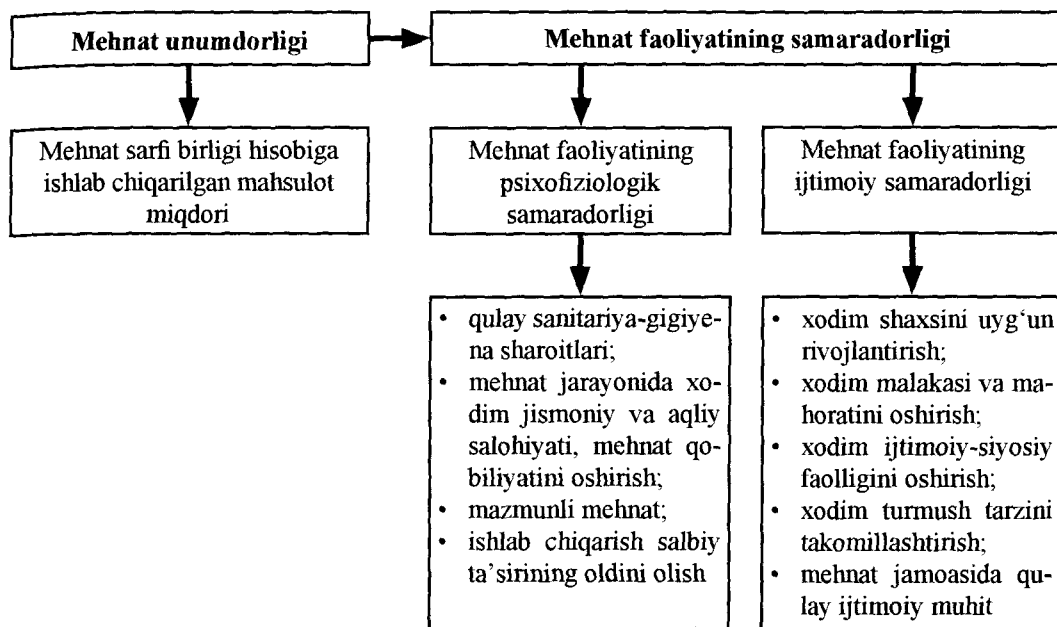 Mehnat unumdorligi
Mehnat faoliyatining samaradorligi
Mehnat sarfi birligi hisobiga
ishlab chiqarilgan mahsulot
miqdori
Mehnat faoliyatining
psixofiziologik
samaradorligi
Mehnat faoliyatining
ijtimoiy samaradorligi
• qulay sanitariya-gigiye-
na sharoitlari;
• mehnat jarayonida xo-
dim jismoniy va aqliy
salohiyati, mehnat qo-
biliyatini oshirish;
• mazmunli mehnat;
• ishlab chiqarish salbiy
ta’sirining oldini olish
• xodim shaxsini uyg‘un
rivojlantirish;
• xodim malakasi va ma-
horatini oshirish;
• xodim ijtimoiy-siyosiy
faolligini oshirish;
• xodim turmush tarzini
takomillashtirish;
• mehnat jamoasida qu-
lay ijtimoiy muhit